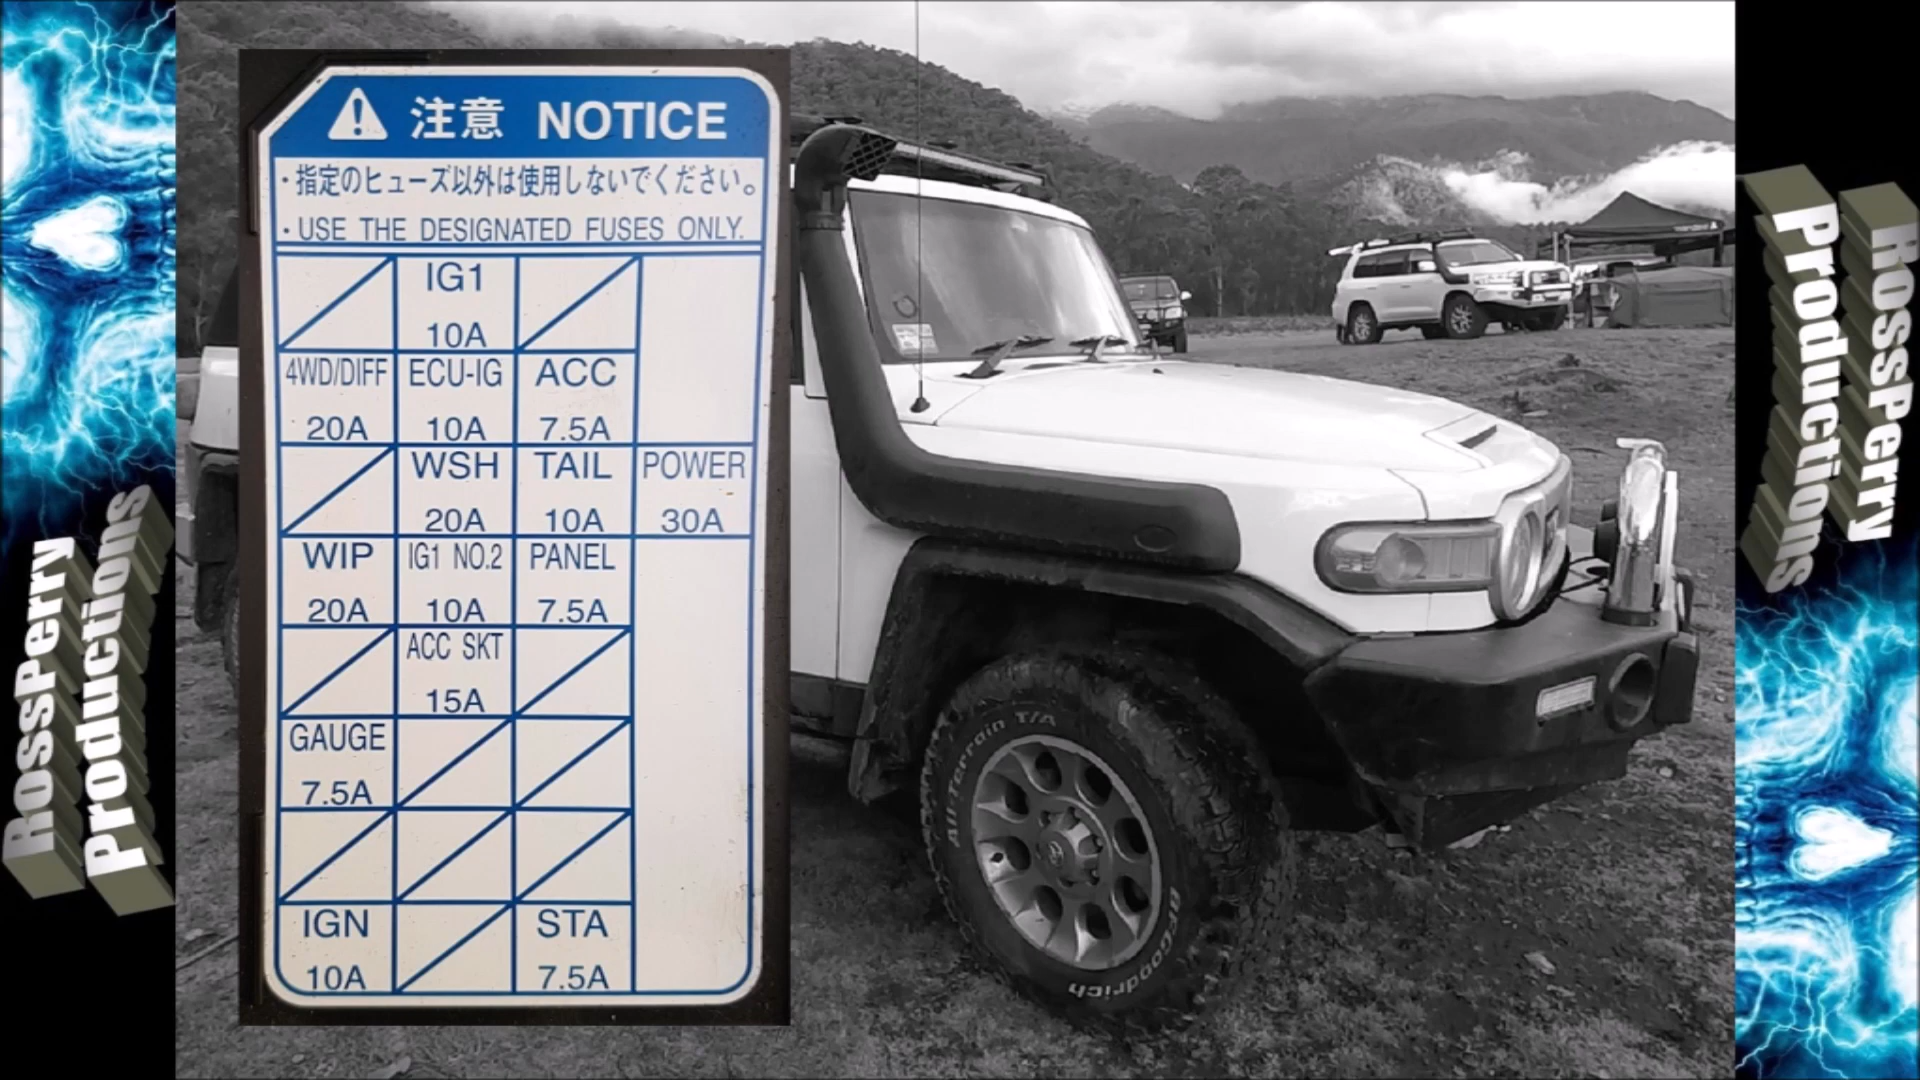 注意 NOTICE
・指定のヒューズ以外は使用しないでください。
・USE THE DESIGNATED FUSES ONLY.
IG1
10A
4WD/DIFF ECU-IG ACC
20A 10A 7.5A
WSH TAIL POWER
20A 10A 30A
WIP IG1 NO.2 PANEL
20A 10A 7.5A
ACC SKT
15A
GAUGE
7.5A
IGN STA
10A 7.5A
All-Terrain T/A
BFGoodrich
RossPerry
Productions
RossPerry
Productions